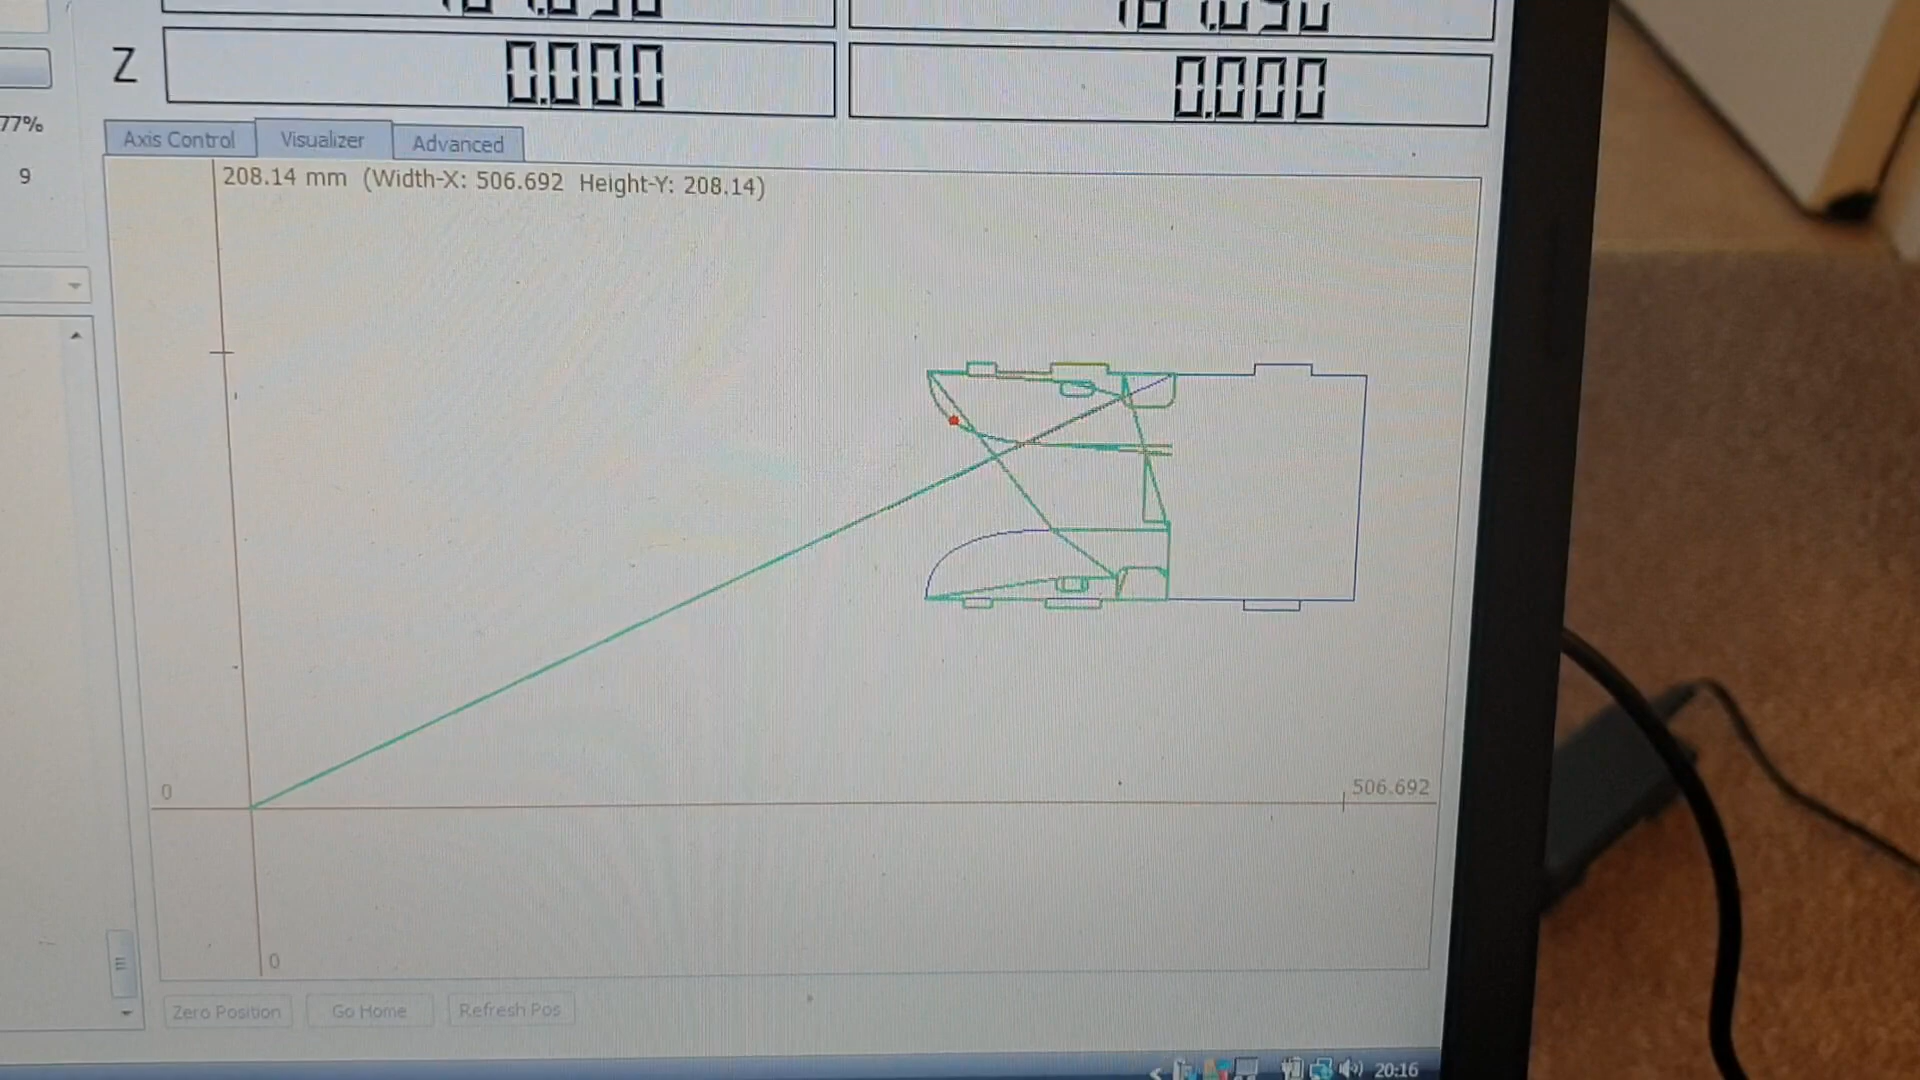 Z 0.000 0.000
77%
9
Axis Control Visualizer Advanced
208.14 mm (Width-X: 506.692 Height-Y: 208.14)
0
506.692
0
Zero Position Go Home Refresh Pos
20:16